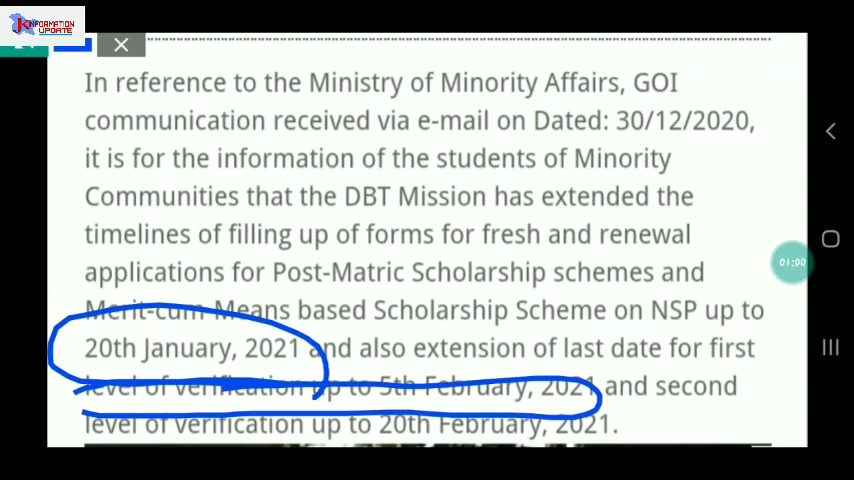 JKNFORMATION
UPDATE
In reference to the Ministry of Minority Affairs, GOI
communication received via e-mail on Dated: 30/12/2020,
it is for the information of the students of Minority
Communities that the DBT Mission has extended the
timelines of filling up of forms for fresh and renewal
applications for Post-Matric Scholarship schemes and
Merit-cum-Means based Scholarship Scheme on NSP up to
20th January, 2021 and also extension of last date for first
level of verification up to 5th February, 2021 and second
level of verification up to 20th February, 2021.
01:00